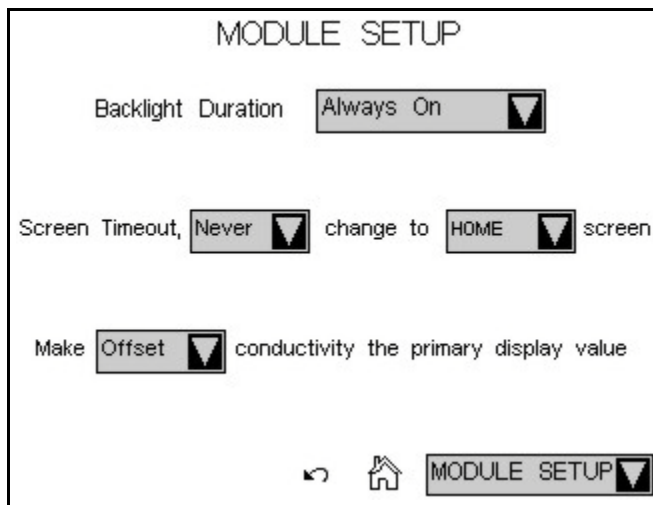 MODULE SETUP
Backlight Duration Always On
Screen Timeout, Never change to HOME screen
Make Offset conductivity the primary display value
MODULE SETUP